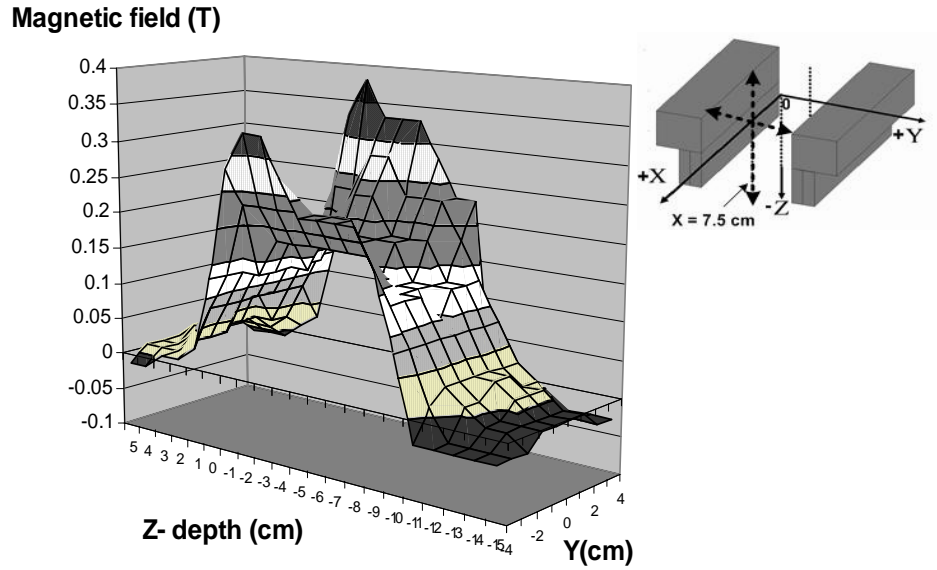 Magnetic field (T)
0.4
0.35
0.3
0.25
0.2
0.15
0.1
0.05
0
-0.05
-0.1
5 4 3 2 1 0 -1 -2 -3 -4 -5 -6 -7 -8 -9 -10 -11 -12 -13 -14 -15
Z- depth (cm)
-4
-2
0
2
4
Y(cm)
0
+Y
+X
-Z
X = 7.5 cm